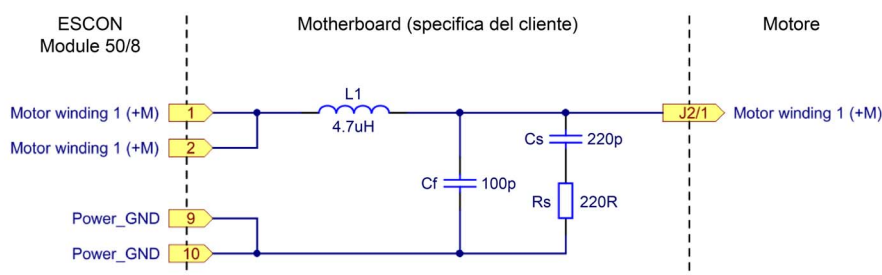 ESCON
Module 50/8
Motherboard (specifica del cliente)
Motore
L1
4.7uH
Motor winding 1 (+M)
1
J2/1
Motor winding 1 (+M)
Motor winding 1 (+M)
2
Cs
220p
Cf
100p
Rs
220R
Power_GND
9
Power_GND
10